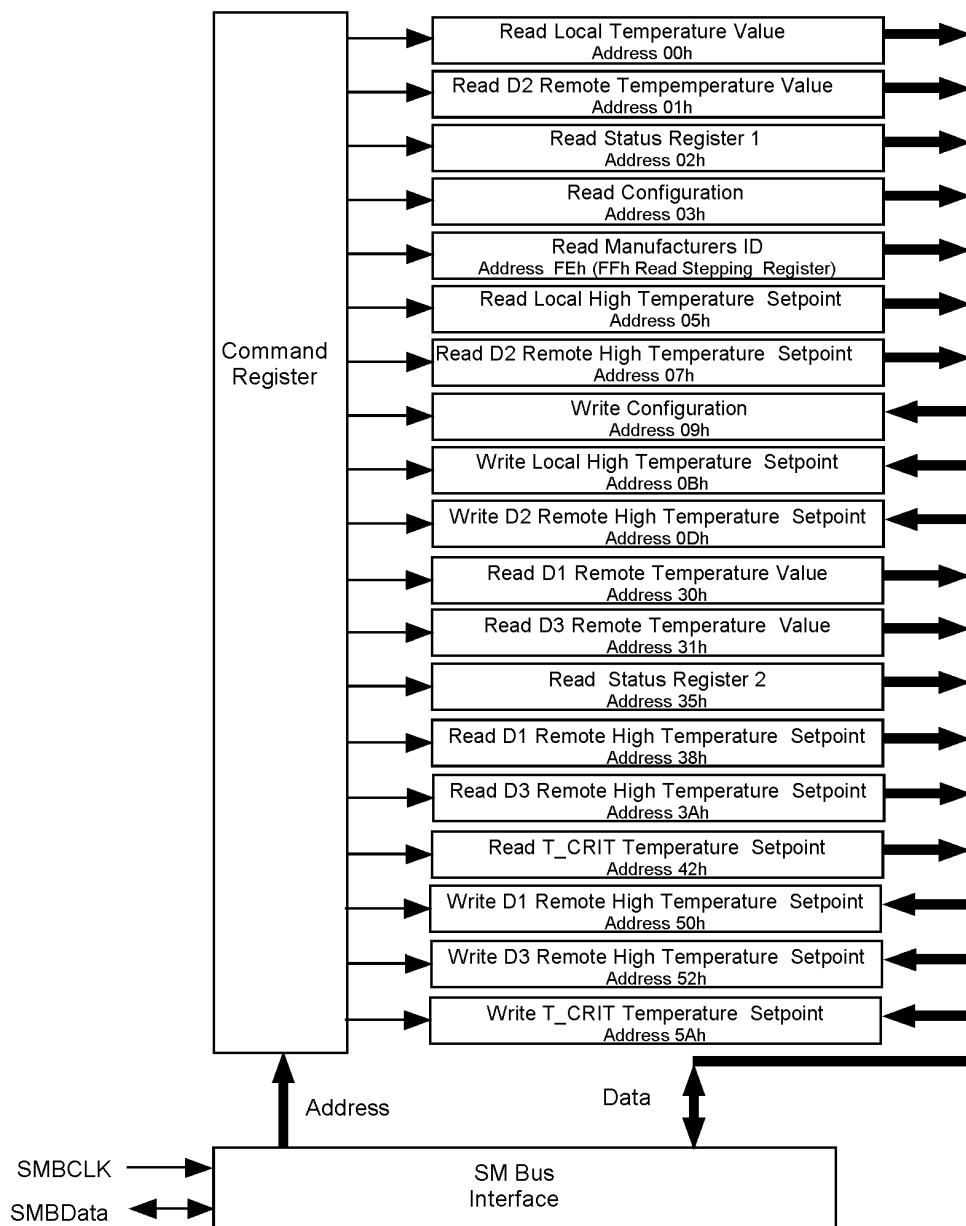 Read Local Temperature Value
Address 00h
Read D2 Remote Tempemperature Value
Address 01h
Read Status Register 1
Address 02h
Read Configuration
Address 03h
Read Manufacturers ID
Address FEh (FFh Read Stepping Register)
Read Local High Temperature Setpoint
Address 05h
Command
Register
Read D2 Remote High Temperature Setpoint
Address 07h
Write Configuration
Address 09h
Write Local High Temperature Setpoint
Address 0Bh
Write D2 Remote High Temperature Setpoint
Address 0Dh
Read D1 Remote Temperature Value
Address 30h
Read D3 Remote Temperature Value
Address 31h
Read Status Register 2
Address 35h
Read D1 Remote High Temperature Setpoint
Address 38h
Read D3 Remote High Temperature Setpoint
Address 3Ah
Read T_CRIT Temperature Setpoint
Address 42h
Write D1 Remote High Temperature Setpoint
Address 50h
Write D3 Remote High Temperature Setpoint
Address 52h
Write T_CRIT Temperature Setpoint
Address 5Ah
Address
Data
SMBCLK
SMBData
SM Bus
Interface